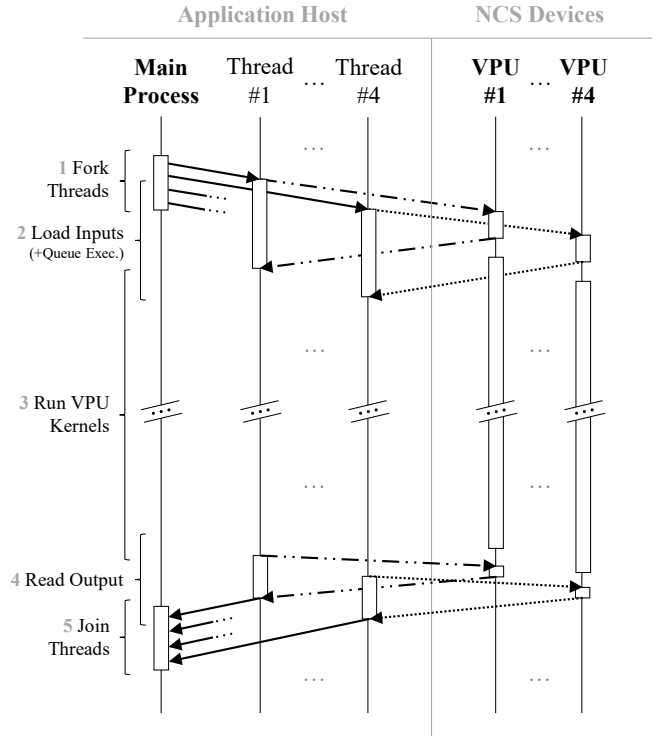 Application Host
NCS Devices
Main Process
Thread #1
...
Thread #4
VPU #1
...
VPU #4
...
...
1 Fork
Threads
2 Load Inputs
(+Queue Exec.)
...
...
3 Run VPU
Kernels
...
...
4 Read Output
5 Join
Threads
...
...